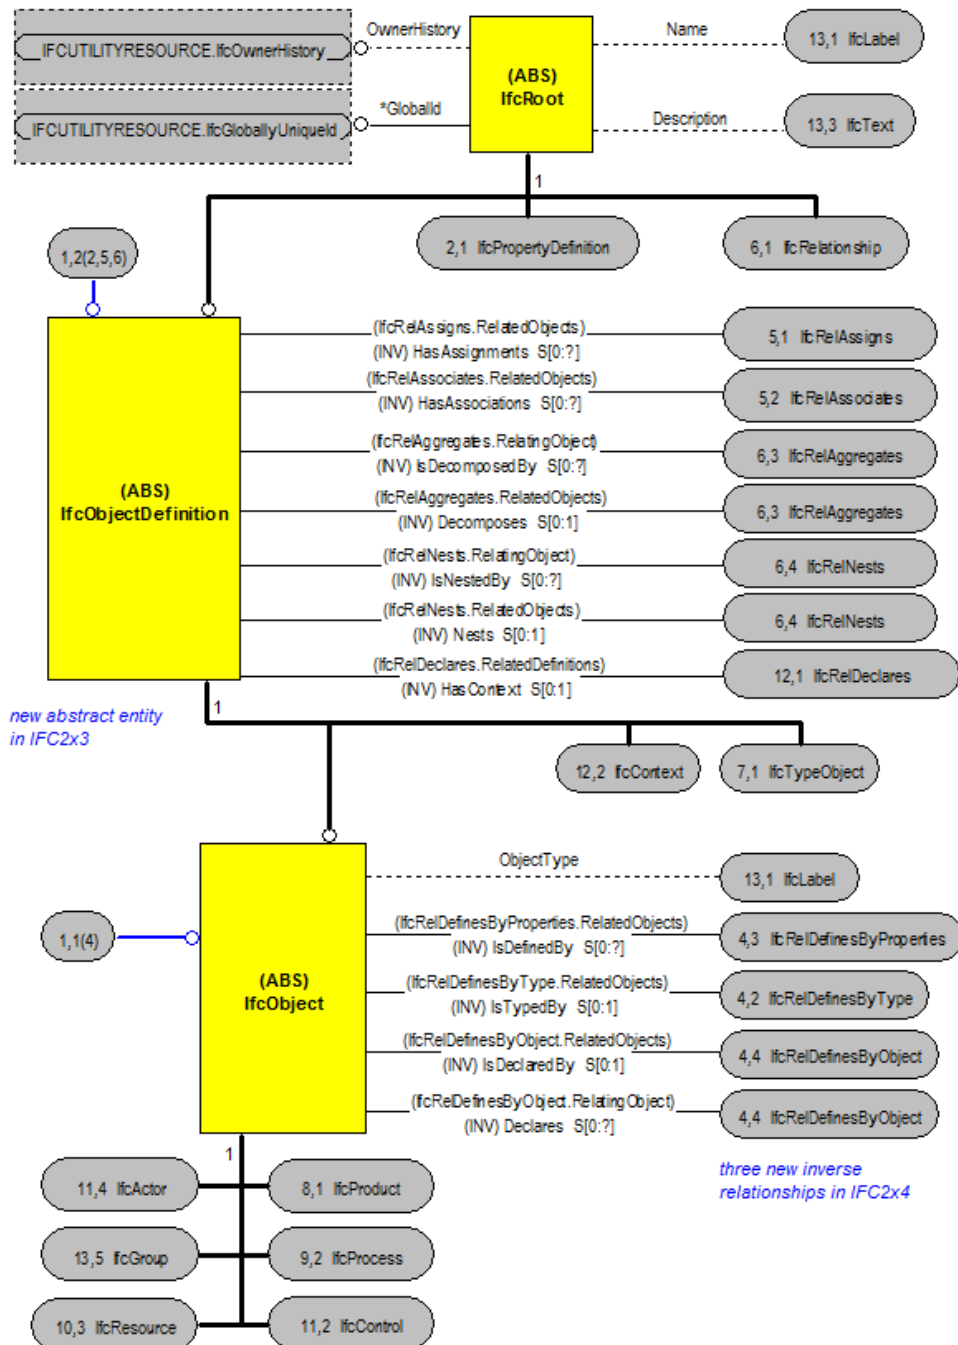 OwnerHistory
Name
IFCUTILITYRESOURCE.IfcOwnerHistory
13,1 IfcLabel
(ABS)
IfcRoot
*GlobalId
IFCUTILITYRESOURCE.IfcGloballyUniqueId
Description
13,3 IfcText
1
1,2(2,5,6)
2,1 IfcPropertyDefinition
6,1 IfcRelationship
(IfcRelAssigns.RelatedObjects)
(INV) HasAssignments S[0:?]
5,1 IfcRelAssigns
(IfcRelAssociates.RelatedObjects)
(INV) HasAssociations S[0:?]
5,2 IfcRelAssociates
(IfcRelAggregates.RelatingObject)
(INV) IsDecomposedBy S[0:?]
6,3 IfcRelAggregates
(ABS)
IfcObjectDefinition
(IfcRelAggregates.RelatedObjects)
(INV) Decomposes S[0:1]
6,3 IfcRelAggregates
(IfcRelNests.RelatingObject)
(INV) IsNestedBy S[0:?]
6,4 IfcRelNests
(IfcRelNests.RelatedObjects)
(INV) Nests S[0:1]
6,4 IfcRelNests
(IfcRelDeclares.RelatedDefinitions)
(INV) HasContext S[0:1]
12,1 IfcRelDeclares
new abstract entity
in IFC2x3
1
12,2 IfcContext
7,1 IfcTypeObject
ObjectType
13,1 IfcLabel
1,1(4)
(IfcRelDefinesByProperties.RelatedObjects)
(INV) IsDefinedBy S[0:?]
4,3 IfcRelDefinesByProperties
(ABS)
IfcObject
(IfcRelDefinesByType.RelatedObjects)
(INV) IsTypedBy S[0:1]
4,2 IfcRelDefinesByType
(IfcRelDefinesByObject.RelatedObjects)
(INV) IsDeclaredBy S[0:1]
4,4 IfcRelDefinesByObject
(IfcRelDefinesByObject.RelatingObject)
(INV) Declares S[0:?]
4,4 IfcRelDefinesByObject
1
three new inverse
relationships in IFC2x4
11,4 IfcActor
8,1 IfcProduct
13,5 IfcGroup
9,2 IfcProcess
10,3 IfcResource
11,2 IfcControl